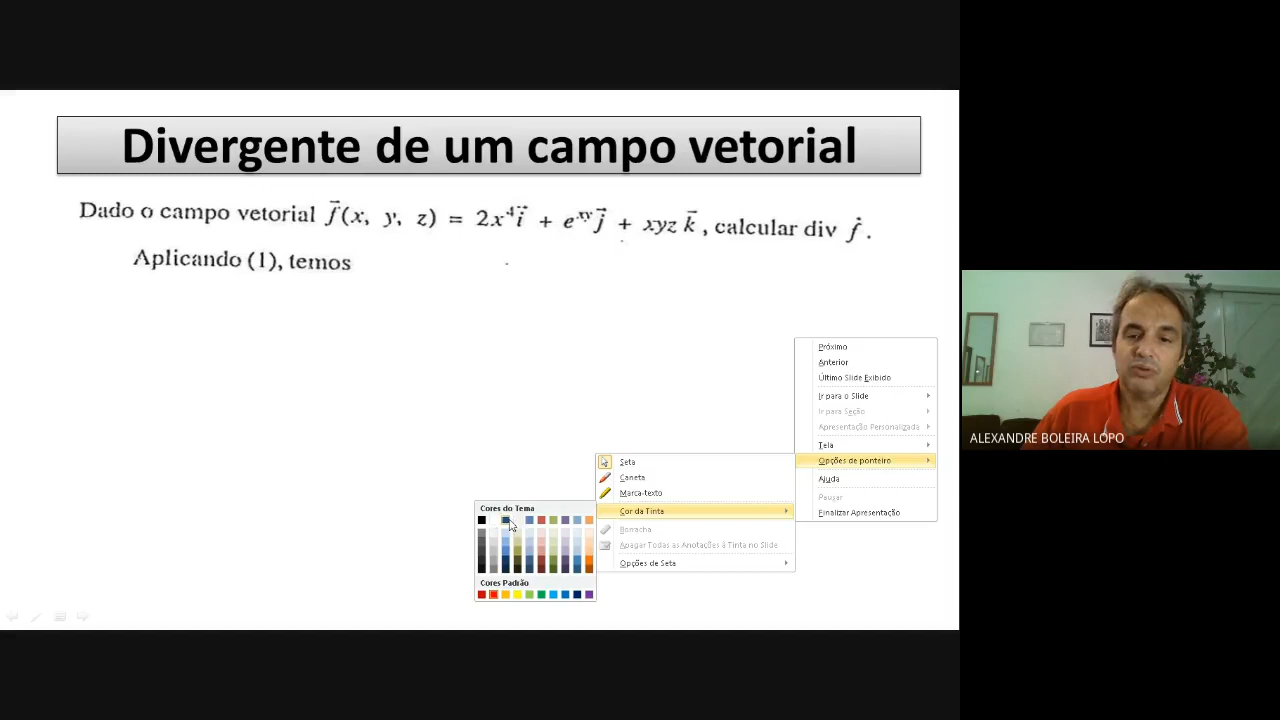 Divergente de um campo vetorial
Dado o campo vetorial f⃗(x, y, z) = 2x⁴i⃗ + e^{xy}j⃗ + xyz k⃗, calcular div f⃗.
Aplicando (1), temos
Próximo
Anterior
Último Slide Exibido
Ir para o Slide
Ir para Seção
Apresentação Personalizada
Tela
Opções de ponteiro
Ajuda
Pausar
Finalizar Apresentação
Seta
Caneta
Marca-texto
Cor da Tinta
Borracha
Apagar Todas as Anotações à Tinta no Slide
Opções de Seta
Cores do Tema
Cores Padrão
ALEXANDRE BOLEIRA LOPO